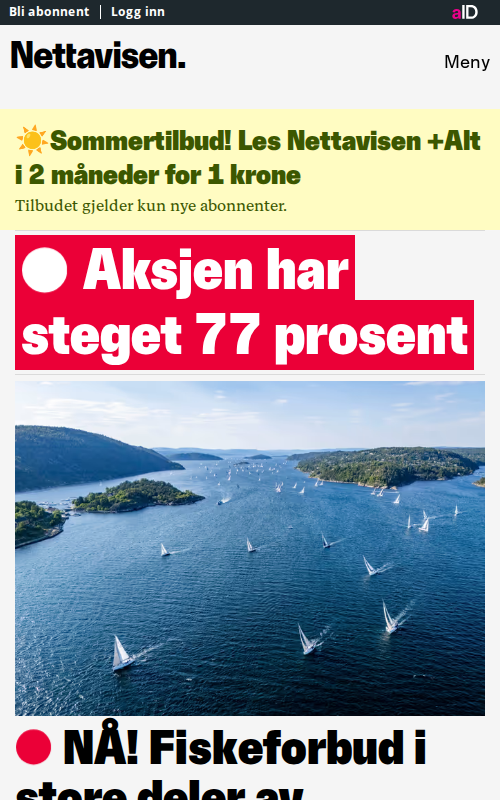 Bli abonnent
Logg inn
aID
Nettavisen.
Meny
☀️Sommertilbud! Les Nettavisen +Alt
i 2 måneder for 1 krone
Tilbudet gjelder kun nye abonnenter.
Aksjen har
steget 77 prosent
NÅ! Fiskeforbud i
store deler av